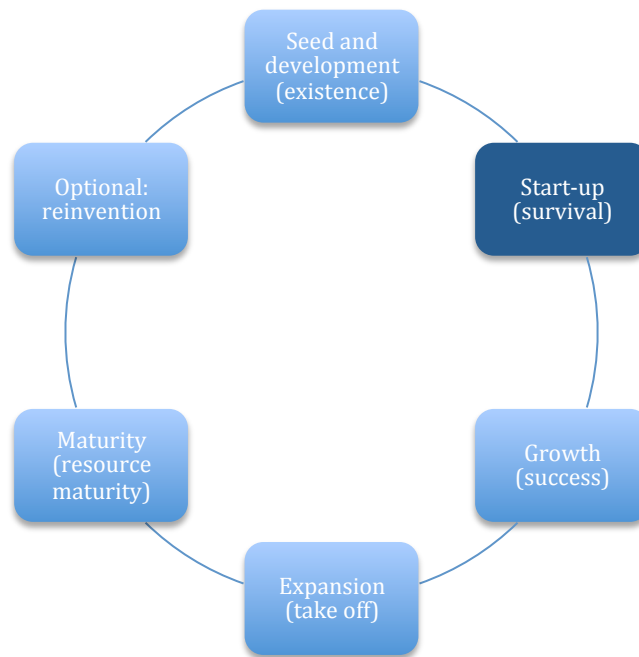 Seed and
development
(existence)
Start-up
(survival)
Growth
(success)
Expansion
(take off)
Maturity
(resource
maturity)
Optional:
reinvention